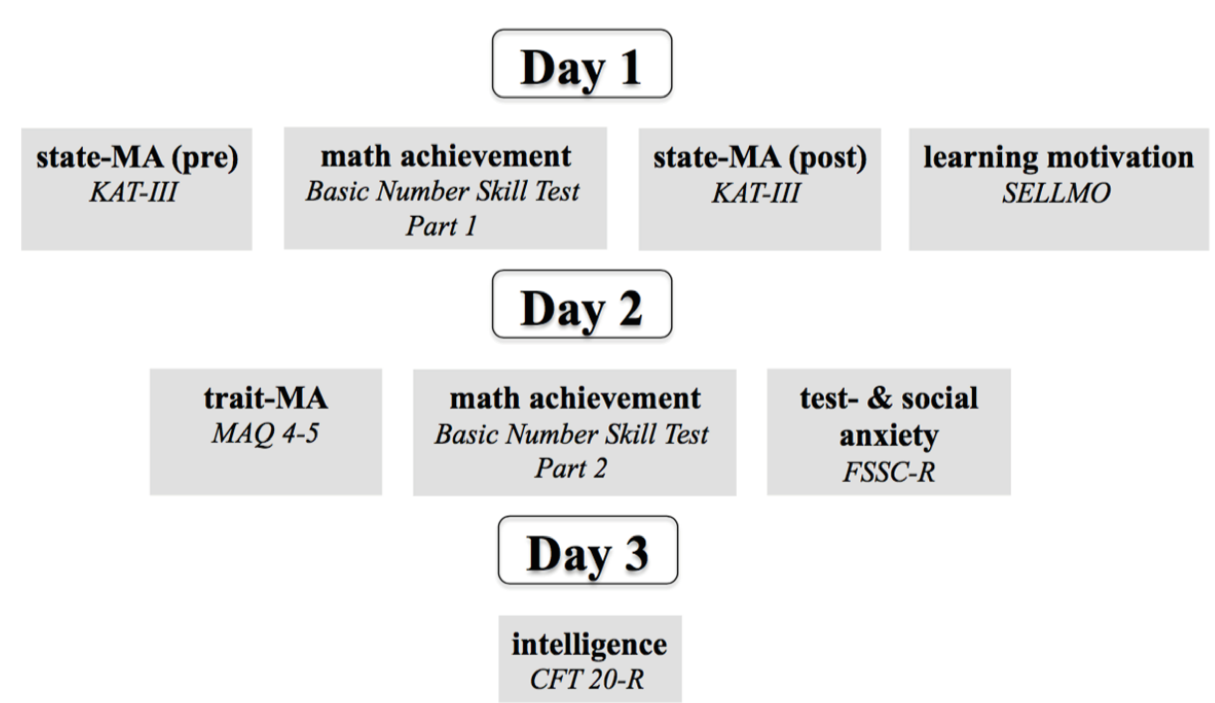 Day 1
state-MA (pre)
KAT-III
math achievement
Basic Number Skill Test
Part 1
state-MA (post)
KAT-III
learning motivation
SELLMO
Day 2
trait-MA
MAQ 4-5
math achievement
Basic Number Skill Test
Part 2
test- & social
anxiety
FSSC-R
Day 3
intelligence
CFT 20-R